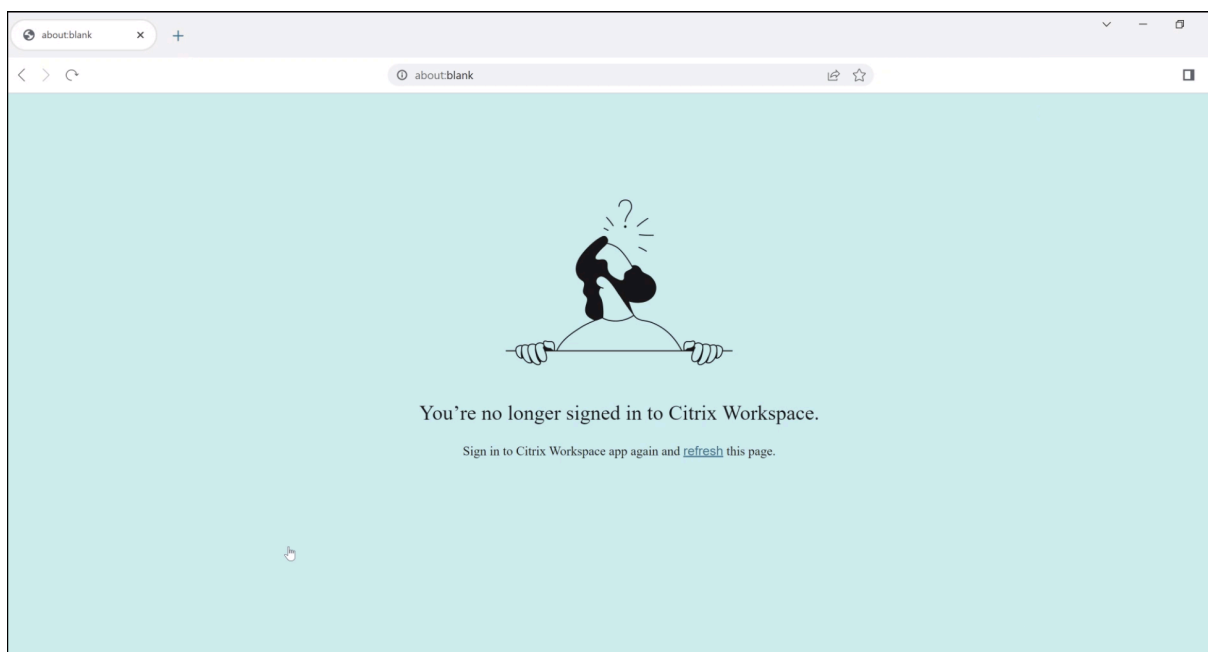 about:blank
about:blank
?
You’re no longer signed in to Citrix Workspace.
Sign in to Citrix Workspace app again and refresh this page.